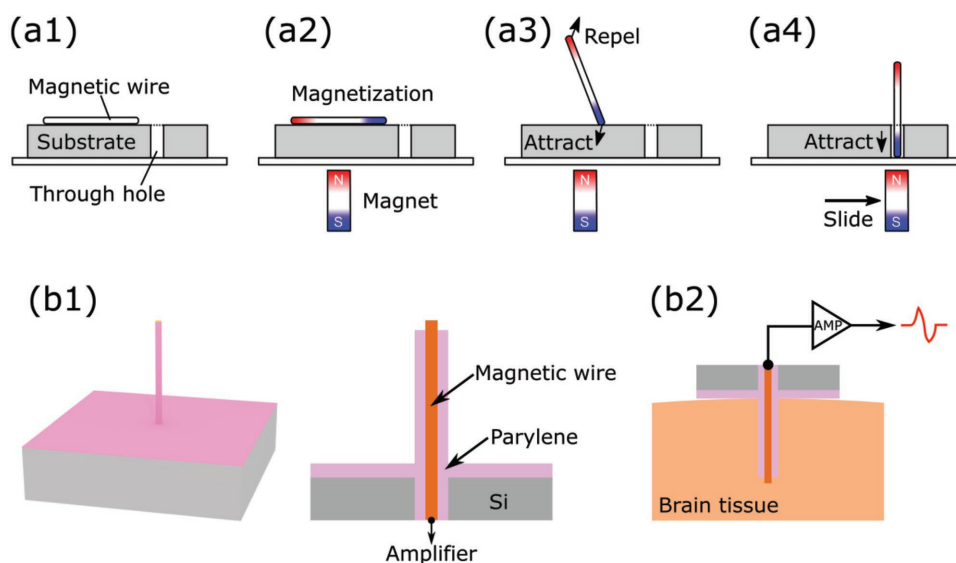 (a1)
(a2)
(a3)
(a4)
Magnetic wire
Substrate
Through hole
Magnetization
N
S
Magnet
Repel
Attract
N
S
Attract
N
S
Slide
(b1)
Magnetic wire
Parylene
Si
Amplifier
(b2)
AMP
Brain tissue